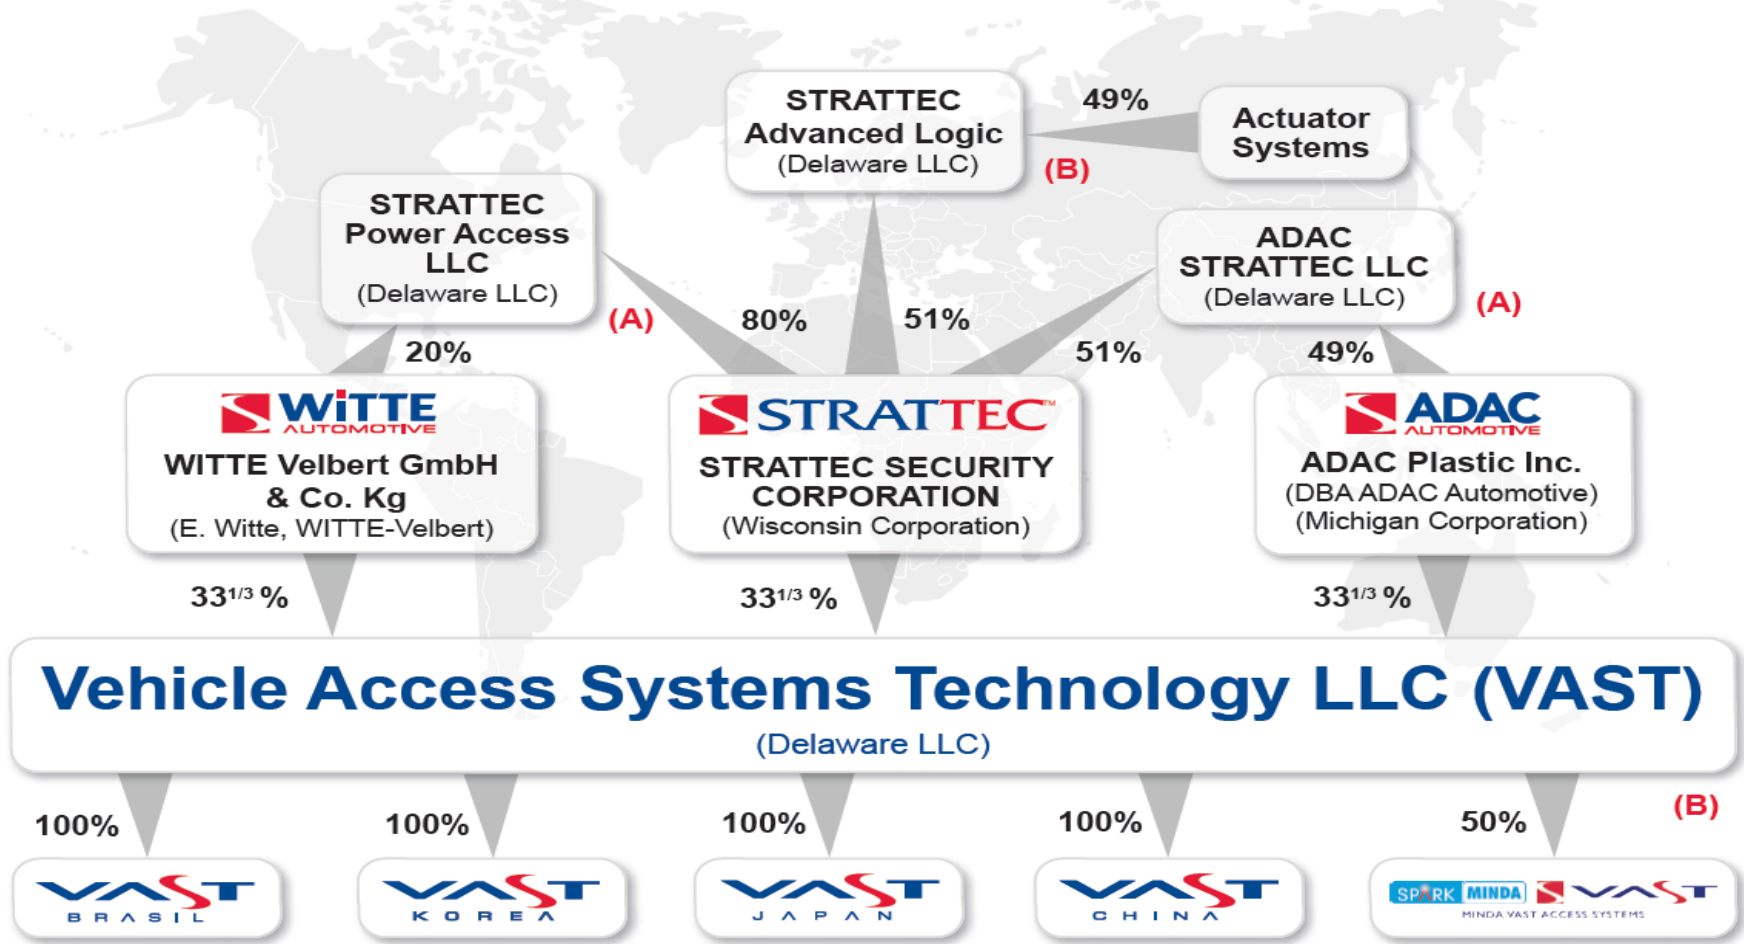 STRATTEC
Advanced Logic
(Delaware LLC)
49%
Actuator
Systems
(B)
STRATTEC
Power Access
LLC
(Delaware LLC)
(A)
ADAC
STRATTEC LLC
(Delaware LLC)
(A)
20%
80%
51%
51%
49%
WiTTE
AUTOMOTIVE
WITTE Velbert GmbH
& Co. Kg
(E. Witte, WITTE-Velbert)
STRATTEC™
STRATTEC SECURITY
CORPORATION
(Wisconsin Corporation)
ADAC
AUTOMOTIVE
ADAC Plastic Inc.
(DBA ADAC Automotive)
(Michigan Corporation)
33 1/3 %
33 1/3 %
33 1/3 %
Vehicle Access Systems Technology LLC (VAST)
(Delaware LLC)
100%
100%
100%
100%
50%
(B)
VAST
BRASIL
VAST
KOREA
VAST
JAPAN
VAST
CHINA
SPARK MINDA VAST
MINDA VAST ACCESS SYSTEMS